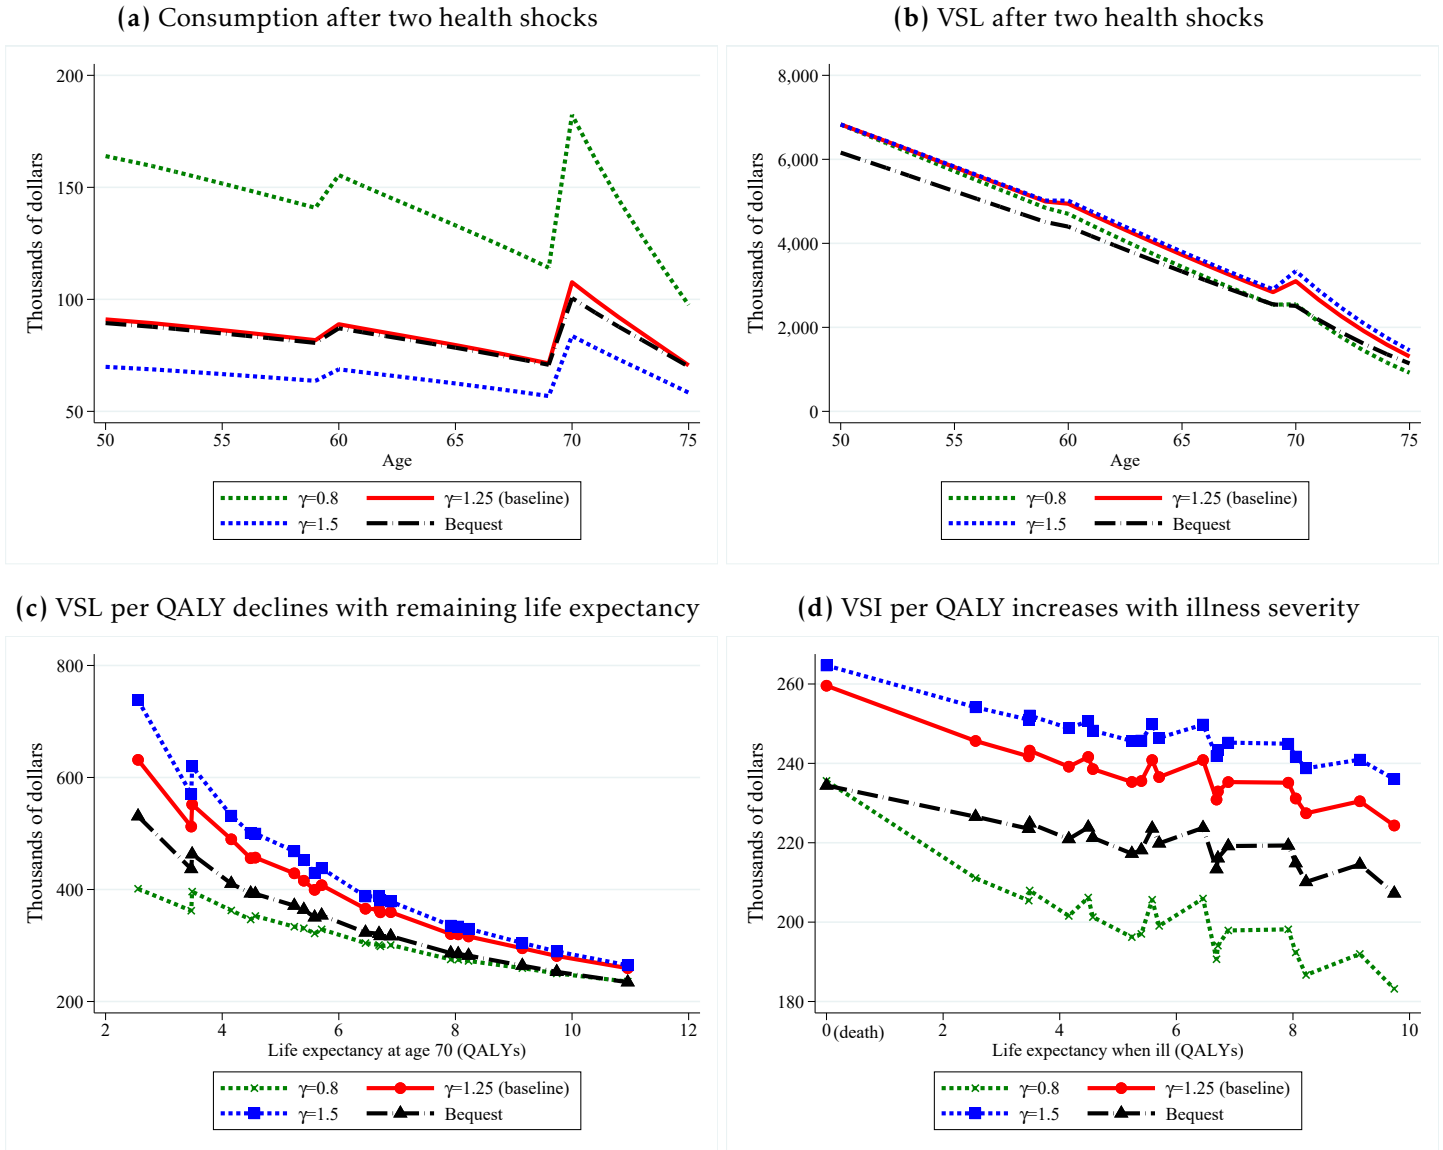 (a) Consumption after two health shocks
200
150
100
50
Thousands of dollars
50 55 60 65 70 75
Age
γ=0.8 γ=1.25 (baseline)
γ=1.5 Bequest
(b) VSL after two health shocks
8,000
6,000
4,000
2,000
0
Thousands of dollars
50 55 60 65 70 75
Age
γ=0.8 γ=1.25 (baseline)
γ=1.5 Bequest
(c) VSL per QALY declines with remaining life expectancy
800
600
400
200
Thousands of dollars
2 4 6 8 10 12
Life expectancy at age 70 (QALYs)
γ=0.8 γ=1.25 (baseline)
γ=1.5 Bequest
(d) VSI per QALY increases with illness severity
260
240
220
200
180
Thousands of dollars
0 (death) 2 4 6 8 10
Life expectancy when ill (QALYs)
γ=0.8 γ=1.25 (baseline)
γ=1.5 Bequest